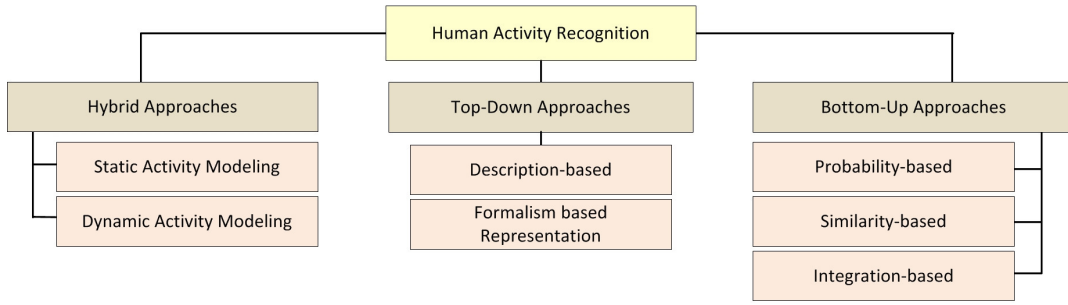 Human Activity Recognition
Hybrid Approaches
Static Activity Modeling
Dynamic Activity Modeling
Top-Down Approaches
Description-based
Formalism based
Representation
Bottom-Up Approaches
Probability-based
Similarity-based
Integration-based